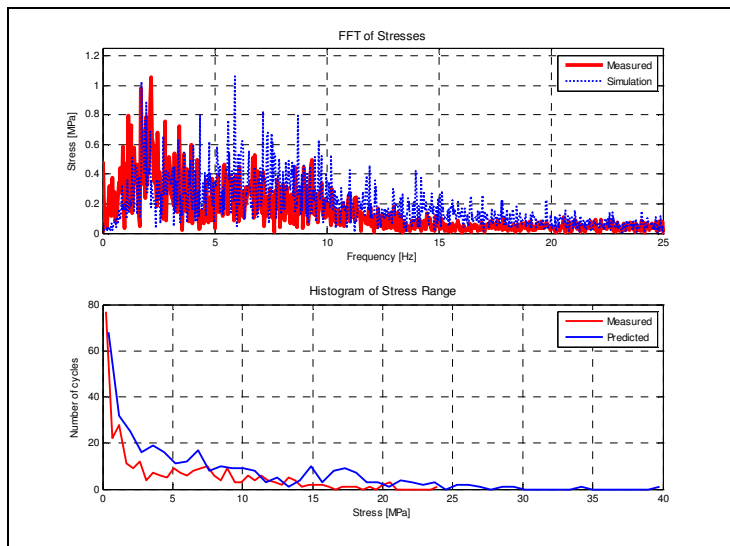 FFT of Stresses
Stress [MPa]
1.2
1
0.8
0.6
0.4
0.2
0
Measured
Simulation
0
5
10
15
20
25
Frequency [Hz]
Histogram of Stress Range
Number of cycles
80
60
40
20
0
Measured
Predicted
0
5
10
15
20
25
30
35
40
Stress [MPa]